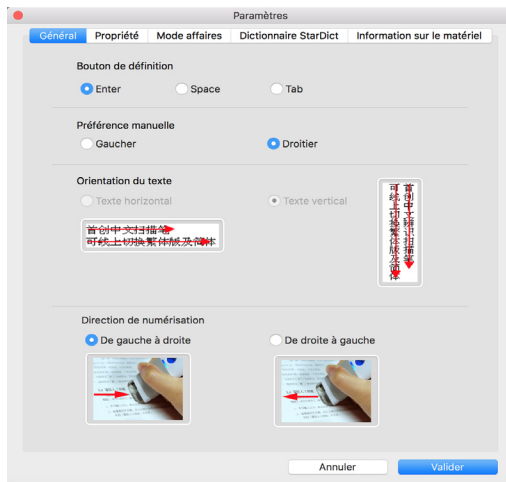 Paramètres
Général Propriété Mode affaires Dictionnaire StarDict Information sur le matériel
Bouton de définition
Enter Space Tab
Préférence manuelle
Gaucher Droitier
Orientation du texte
Texte horizontal Texte vertical
首创中文扫描笔
可线上切换繁体版及简体
首创中文辨识扫描笔
可线上切换繁体版及简体
Direction de numérisation
De gauche à droite De droite à gauche
Annuler Valider